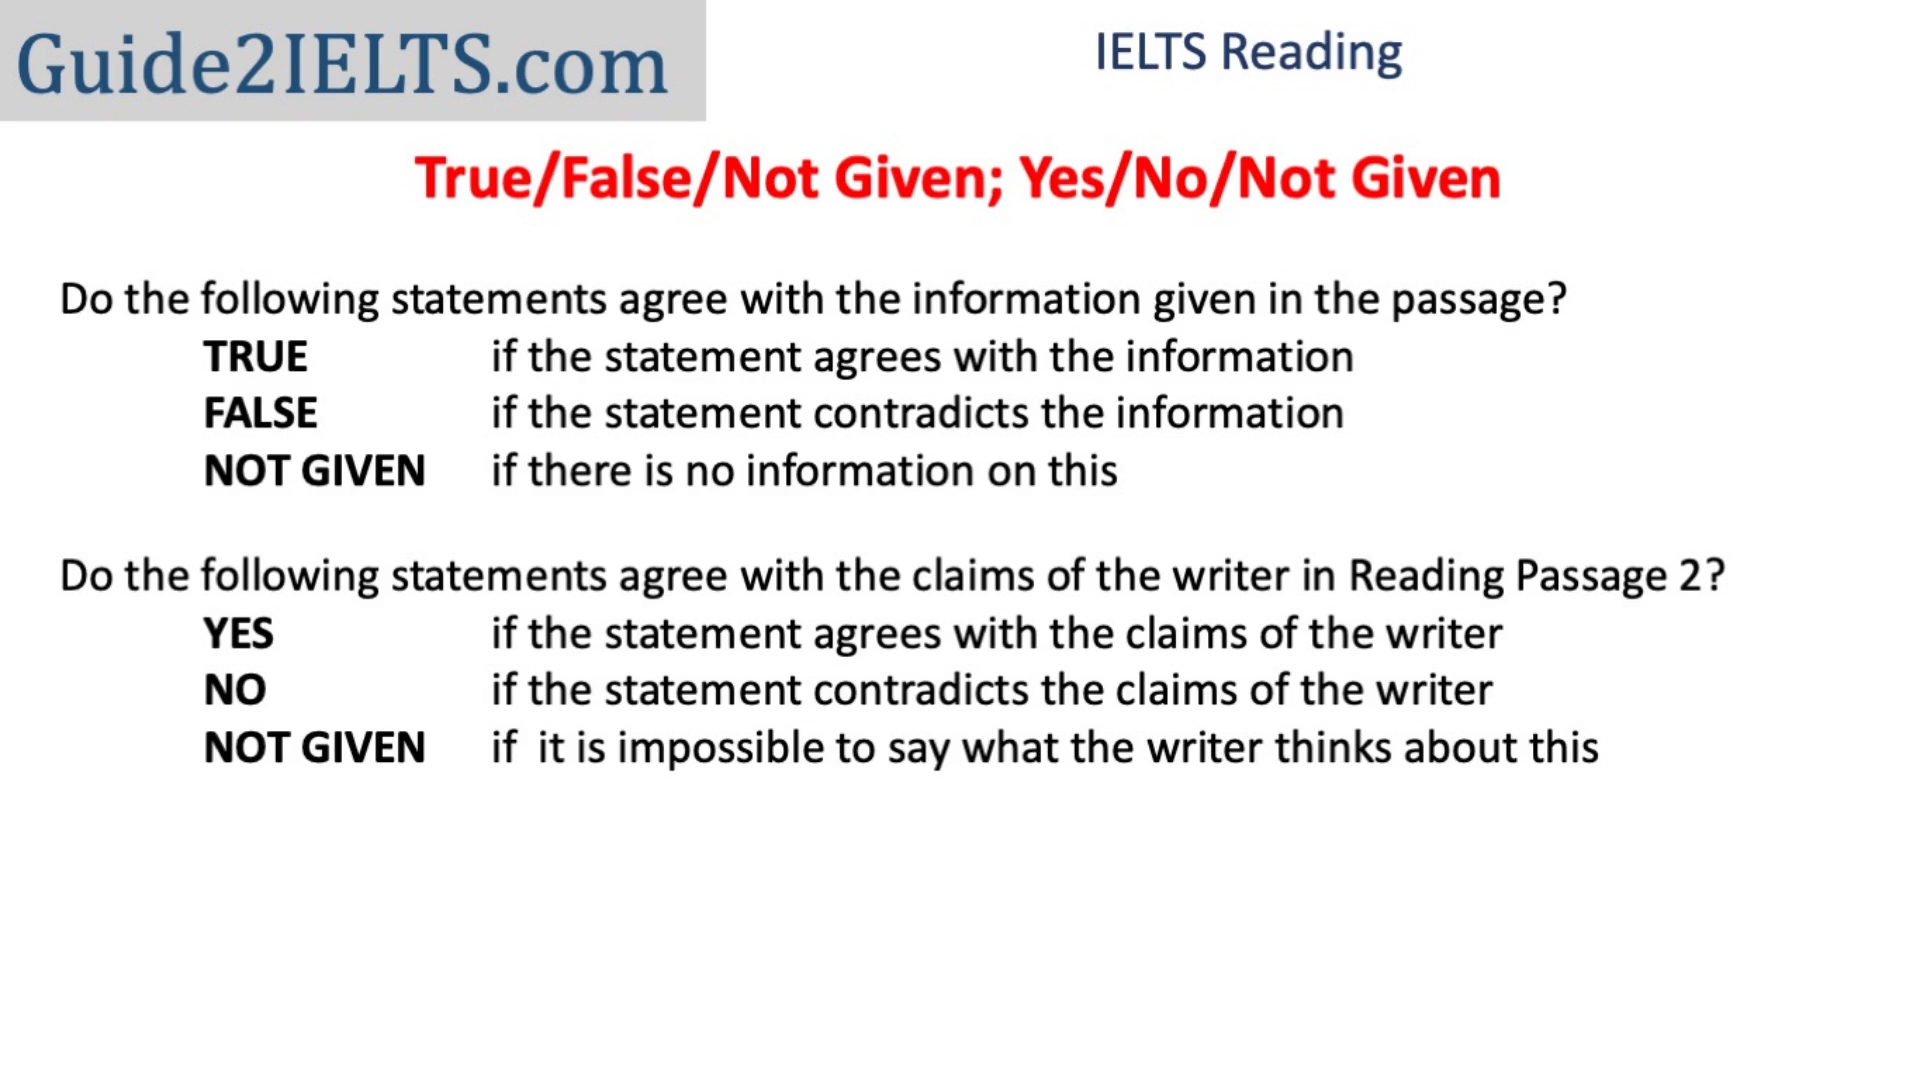 Guide2IELTS.com
IELTS Reading
True/False/Not Given; Yes/No/Not Given
Do the following statements agree with the information given in the passage?
TRUE if the statement agrees with the information
FALSE if the statement contradicts the information
NOT GIVEN if there is no information on this
Do the following statements agree with the claims of the writer in Reading Passage 2?
YES if the statement agrees with the claims of the writer
NO if the statement contradicts the claims of the writer
NOT GIVEN if it is impossible to say what the writer thinks about this